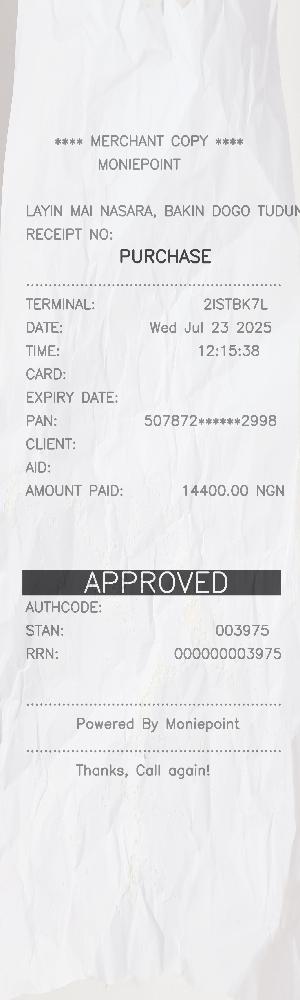 **** MERCHANT COPY ****
MONIEPOINT
LAYIN MAI NASARA, BAKIN DOGO TUDUN
RECEIPT NO:
PURCHASE
TERMINAL: 2ISTBK7L
DATE: Wed Jul 23 2025
TIME: 12:15:38
CARD:
EXPIRY DATE:
PAN: 507872******2998
CLIENT:
AID:
AMOUNT PAID: 14400.00 NGN
APPROVED
AUTHCODE:
STAN: 003975
RRN: 000000003975
Powered By Moniepoint
Thanks, Call again!